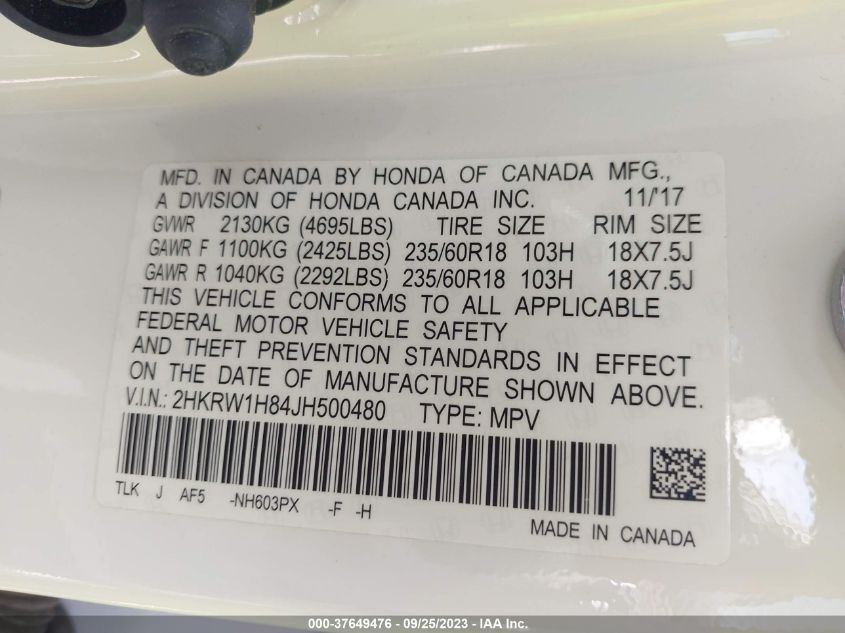 MFD. IN CANADA BY HONDA OF CANADA MFG.,
A DIVISION OF HONDA CANADA INC. 11/'17
GVWR 2130KG (4695LBS) TIRE SIZE RIM SIZE
GAWR F 1100KG (2425LBS) 235/60R18 103H 18X7.5J
GAWR R 1040KG (2292LBS) 235/60R18 103H 18X7.5J
THIS VEHICLE CONFORMS TO ALL APPLICABLE
FEDERAL MOTOR VEHICLE SAFETY
AND THEFT PREVENTION STANDARDS IN EFFECT
ON THE DATE OF MANUFACTURE SHOWN ABOVE.
V.I.N.: 2HKRW1H84JH500480 TYPE: MPV
TLK J AF5 -NH603PX -F -H
MADE IN CANADA
000-37649476 - 09/25/2023 - IAA Inc.